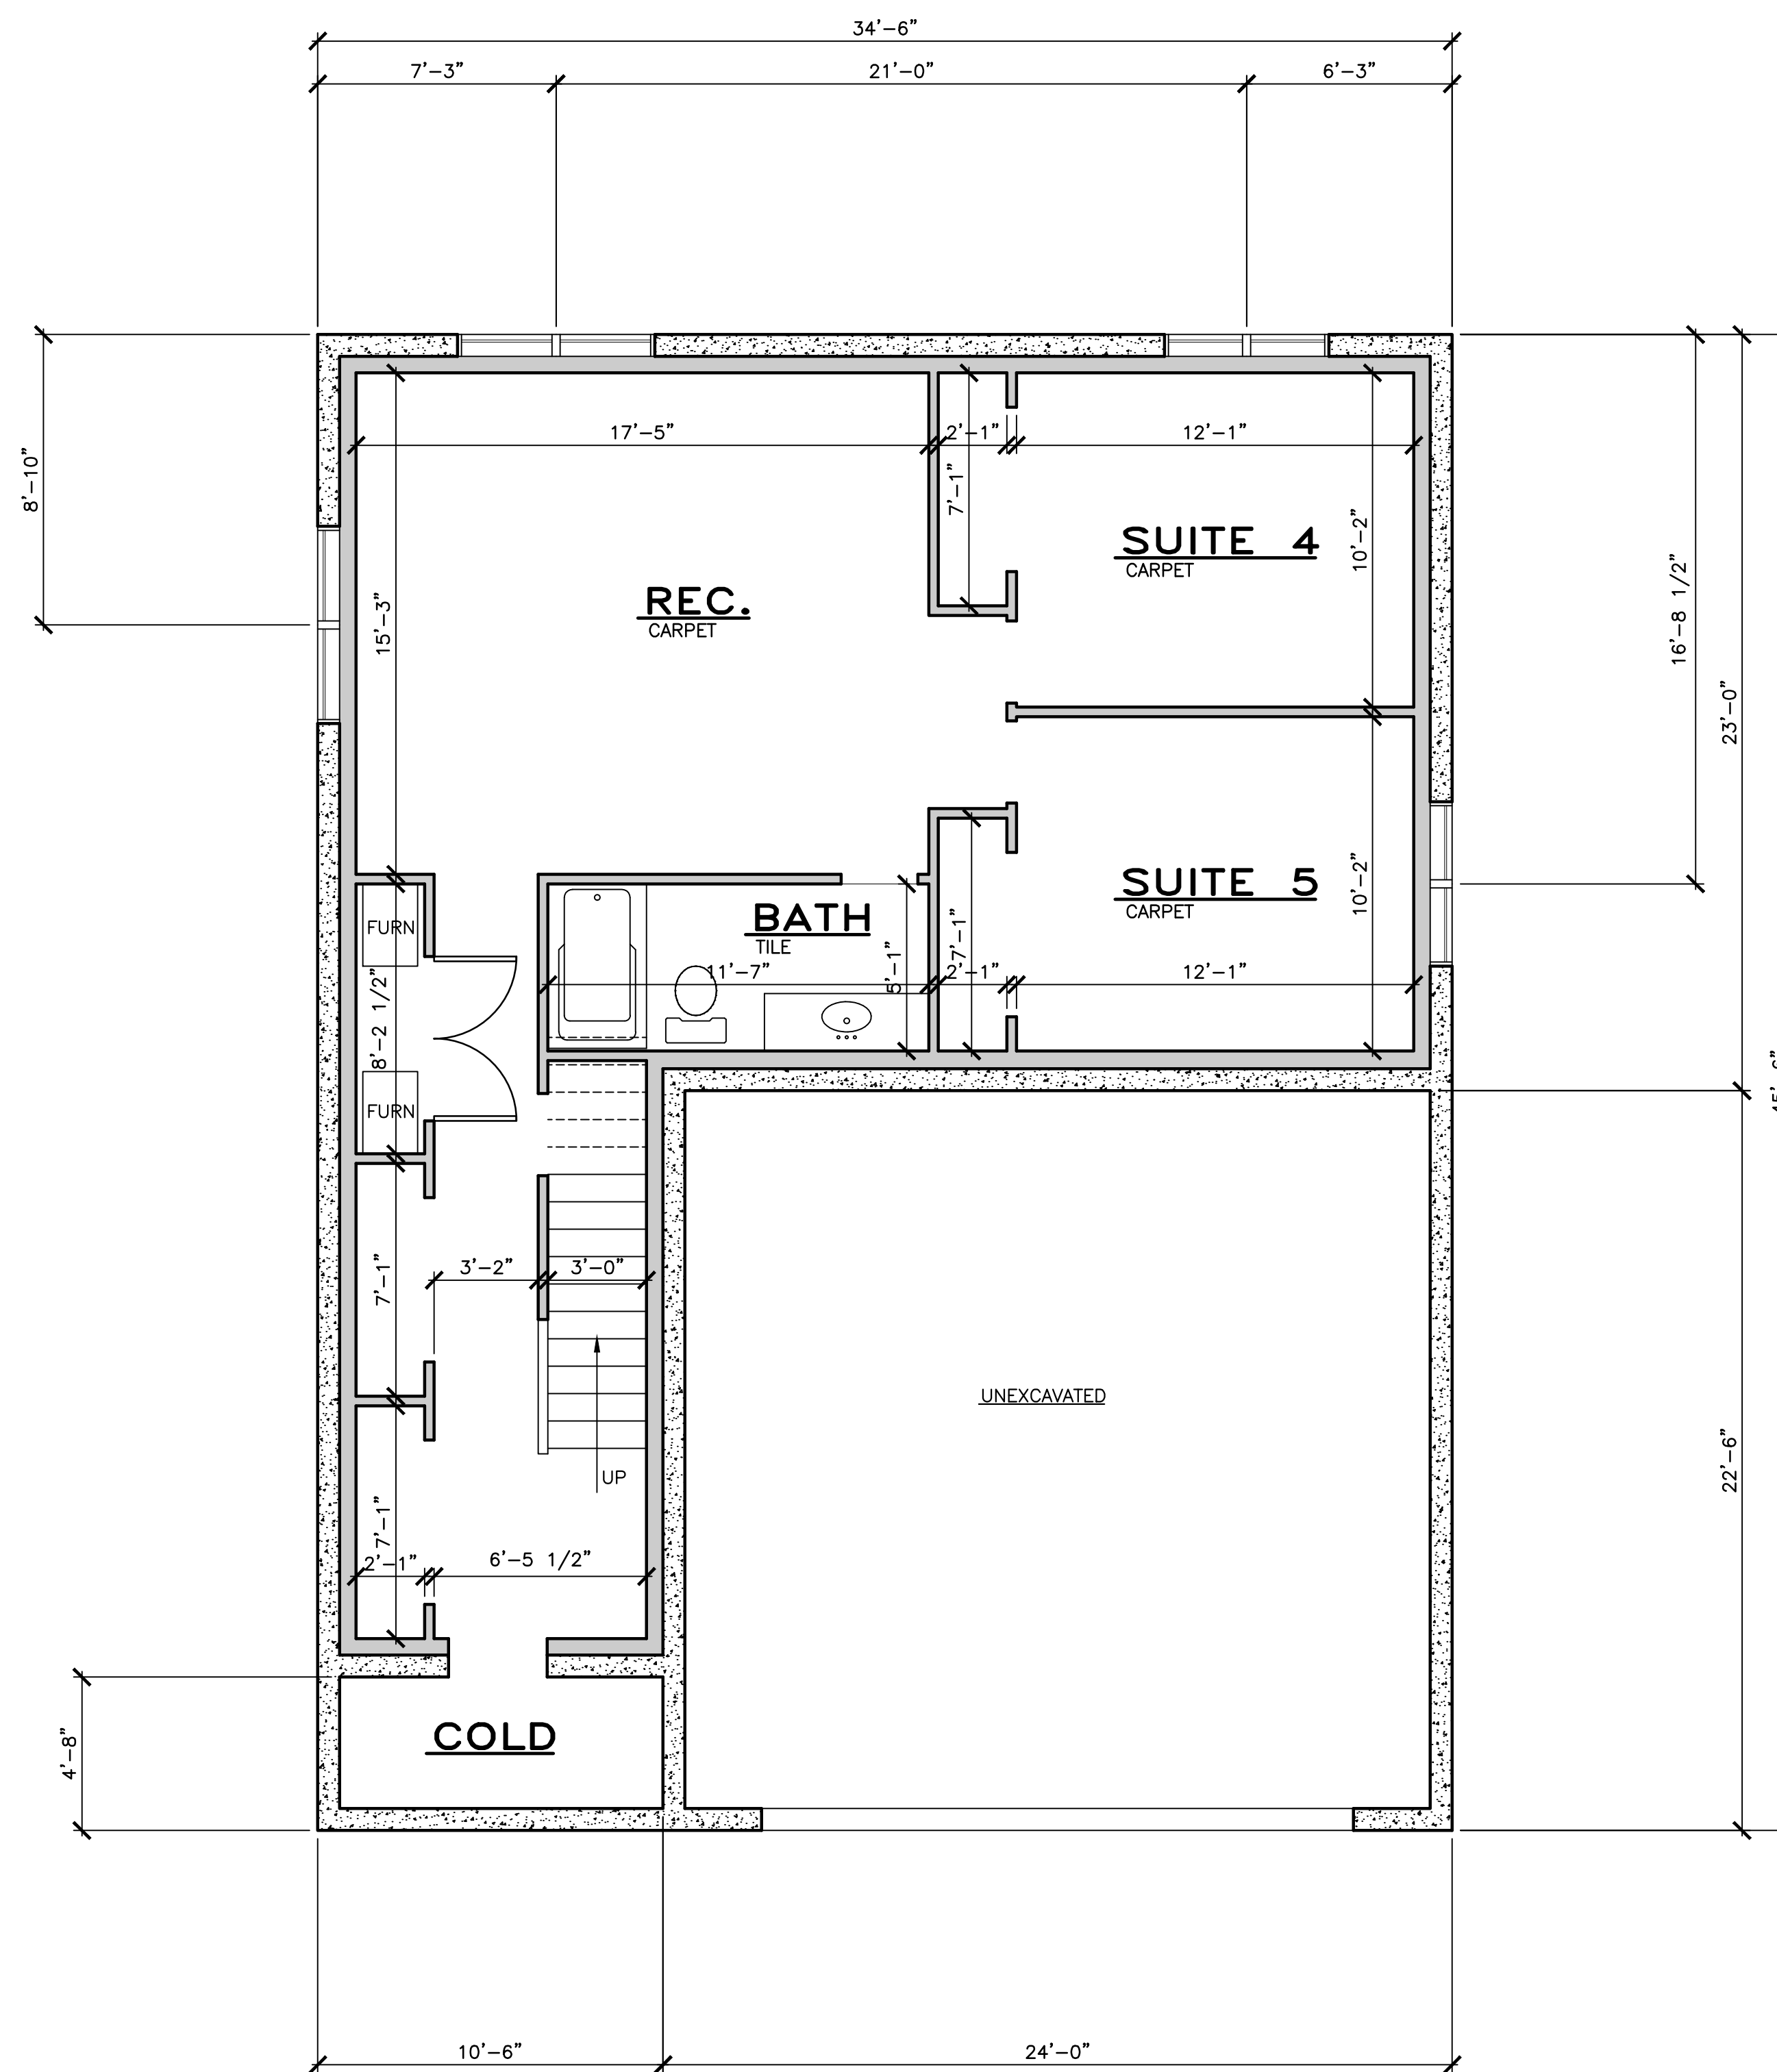 34'-6"
7'-3"
21'-0"
6'-3"
8'-10"
17'-5"
2'-1"
12'-1"
7'-1"
10'-2"
SUITE 4
CARPET
REC.
CARPET
15'-3"
16'-8 1/2"
23'-0"
SUITE 5
CARPET
10'-2"
BATH
TILE
FURN
7'-1"
5'-1"
11'-7"
2'-1"
12'-1"
8'-2 1/2"
FURN
45'-6"
3'-2"
3'-0"
7'-1"
UNEXCAVATED
22'-6"
UP
7'-1"
2'-1"
6'-5 1/2"
COLD
4'-8"
10'-6"
24'-0"